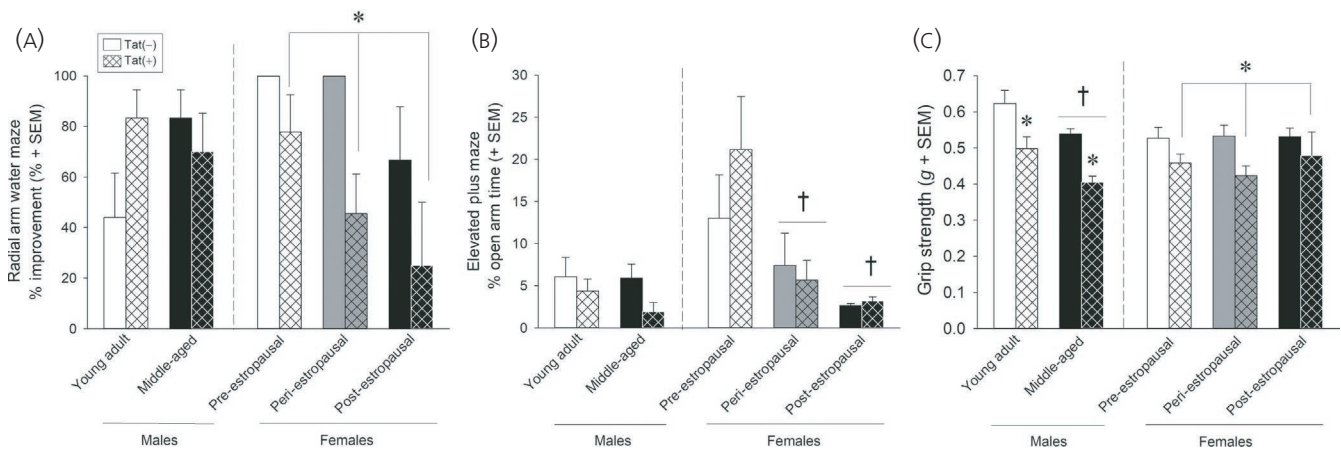 (A)
Tat(−)
Tat(+)
*
Radial arm water maze
% improvement (% + SEM)
100
80
60
40
20
0
Young adult
Middle-aged
Pre-estropausal
Peri-estropausal
Post-estropausal
Males
Females
(B)
Elevated plus maze
% open arm time (+ SEM)
30
25
20
15
10
5
0
†
†
Young adult
Middle-aged
Pre-estropausal
Peri-estropausal
Post-estropausal
Males
Females
(C)
Grip strength (g + SEM)
0.7
0.6
0.5
0.4
0.3
0.2
0.1
0.0
*
†
*
*
Young adult
Middle-aged
Pre-estropausal
Peri-estropausal
Post-estropausal
Males
Females